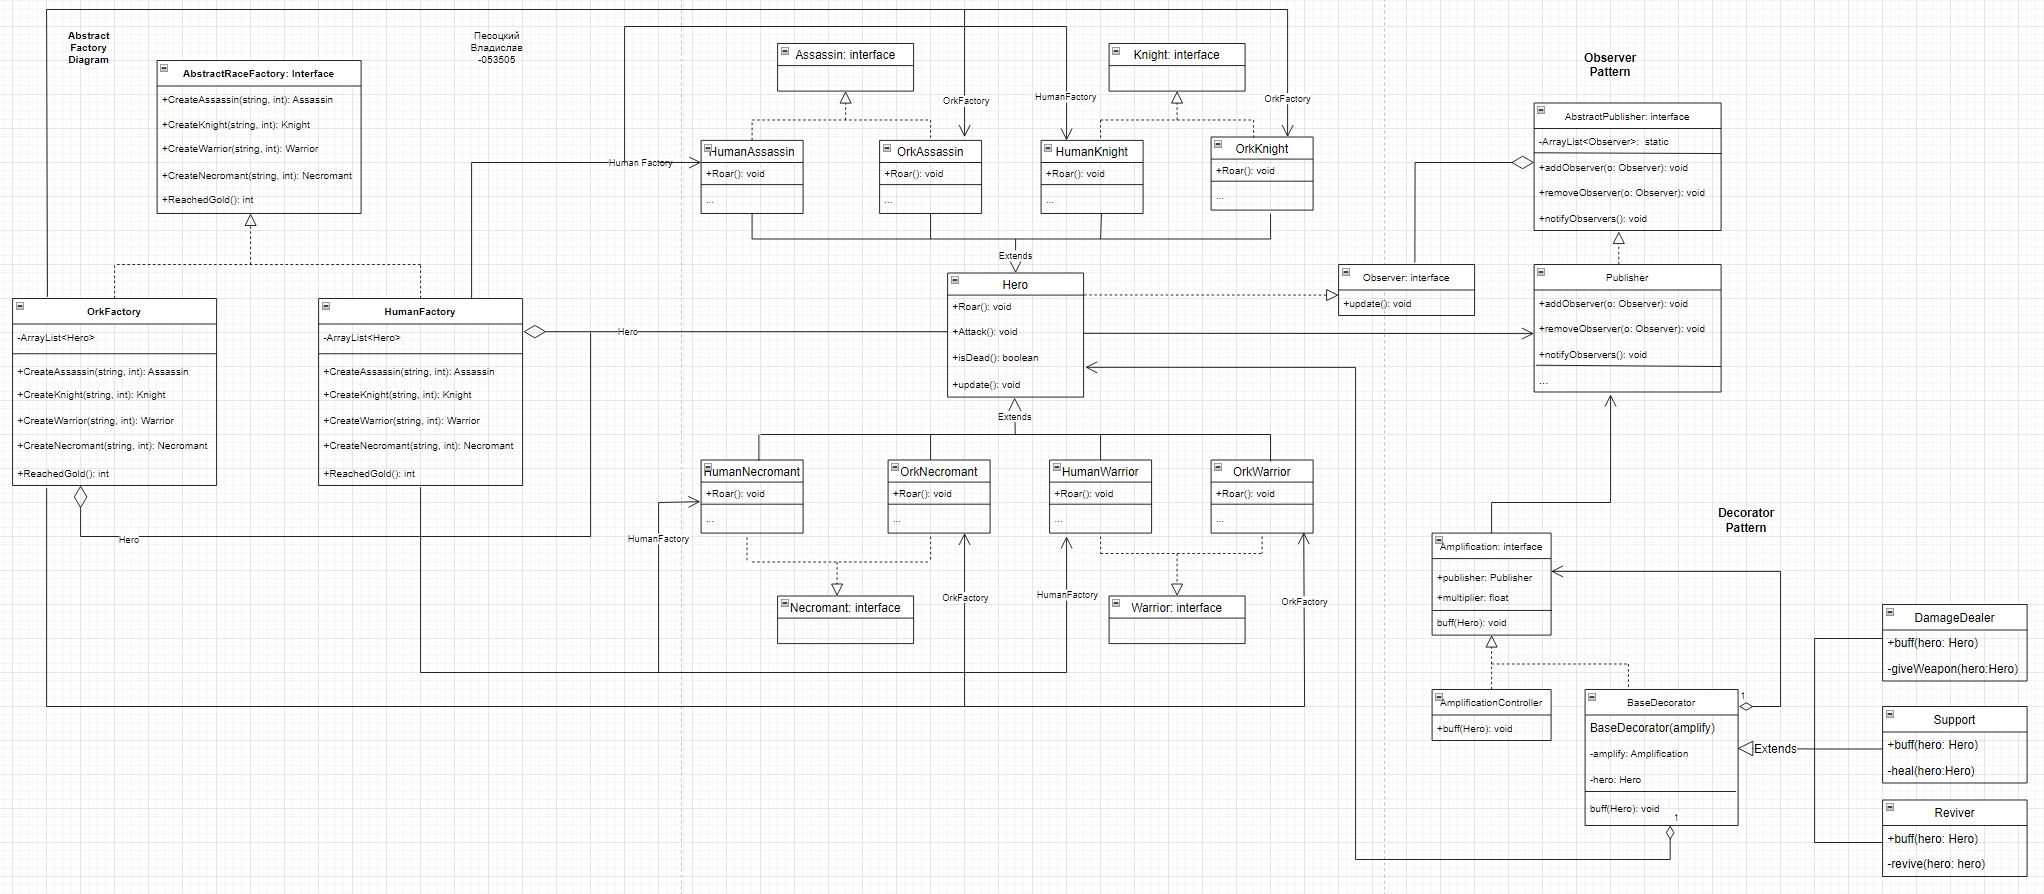 Abstract
Factory
Diagram
Песоцкий
Владислав
-053505
AbstractRaceFactory: Interface
+CreateAssassin(string, int): Assassin
+CreateKnight(string, int): Knight
+CreateWarrior(string, int): Warrior
+CreateNecromant(string, int): Necromant
+ReachedGold(): int
OrkFactory
-ArrayList<Hero>
+CreateAssassin(string, int): Assassin
+CreateKnight(string, int): Knight
+CreateWarrior(string, int): Warrior
+CreateNecromant(string, int): Necromant
+ReachedGold(): int
HumanFactory
-ArrayList<Hero>
+CreateAssassin(string, int): Assassin
+CreateKnight(string, int): Knight
+CreateWarrior(string, int): Warrior
+CreateNecromant(string, int): Necromant
+ReachedGold(): int
Hero
Hero
Human Factory
Assassin: interface
Knight: interface
OrkFactory
HumanFactory
OrkFactory
HumanAssassin
+Roar(): void
...
OrkAssassin
+Roar(): void
...
HumanKnight
+Roar(): void
...
OrkKnight
+Roar(): void
...
Extends
Hero
+Roar(): void
+Attack(): void
+isDead(): boolean
+update(): void
Extends
HumanNecromant
+Roar(): void
...
OrkNecromant
+Roar(): void
...
HumanWarrior
+Roar(): void
...
OrkWarrior
+Roar(): void
...
HumanFactory
OrkFactory
HumanFactory
OrkFactory
Necromant: interface
Warrior: interface
Observer
Pattern
AbstractPublisher: interface
-ArrayList<Observer>: static
+addObserver(o: Observer): void
+removeObserver(o: Observer): void
+notifyObservers(): void
Observer: interface
+update(): void
Publisher
+addObserver(o: Observer): void
+removeObserver(o: Observer): void
+notifyObservers(): void
...
Decorator
Pattern
Amplification: interface
+publisher: Publisher
+multiplier: float
buff(Hero): void
AmplificationController
+buff(Hero): void
BaseDecorator
BaseDecorator(amplify)
-amplify: Amplification
-hero: Hero
buff(Hero): void
1
1
Extends
DamageDealer
+buff(hero: Hero)
-giveWeapon(hero:Hero)
Support
+buff(hero: Hero)
-heal(hero:Hero)
Reviver
+buff(hero: Hero)
-revive(hero: hero)